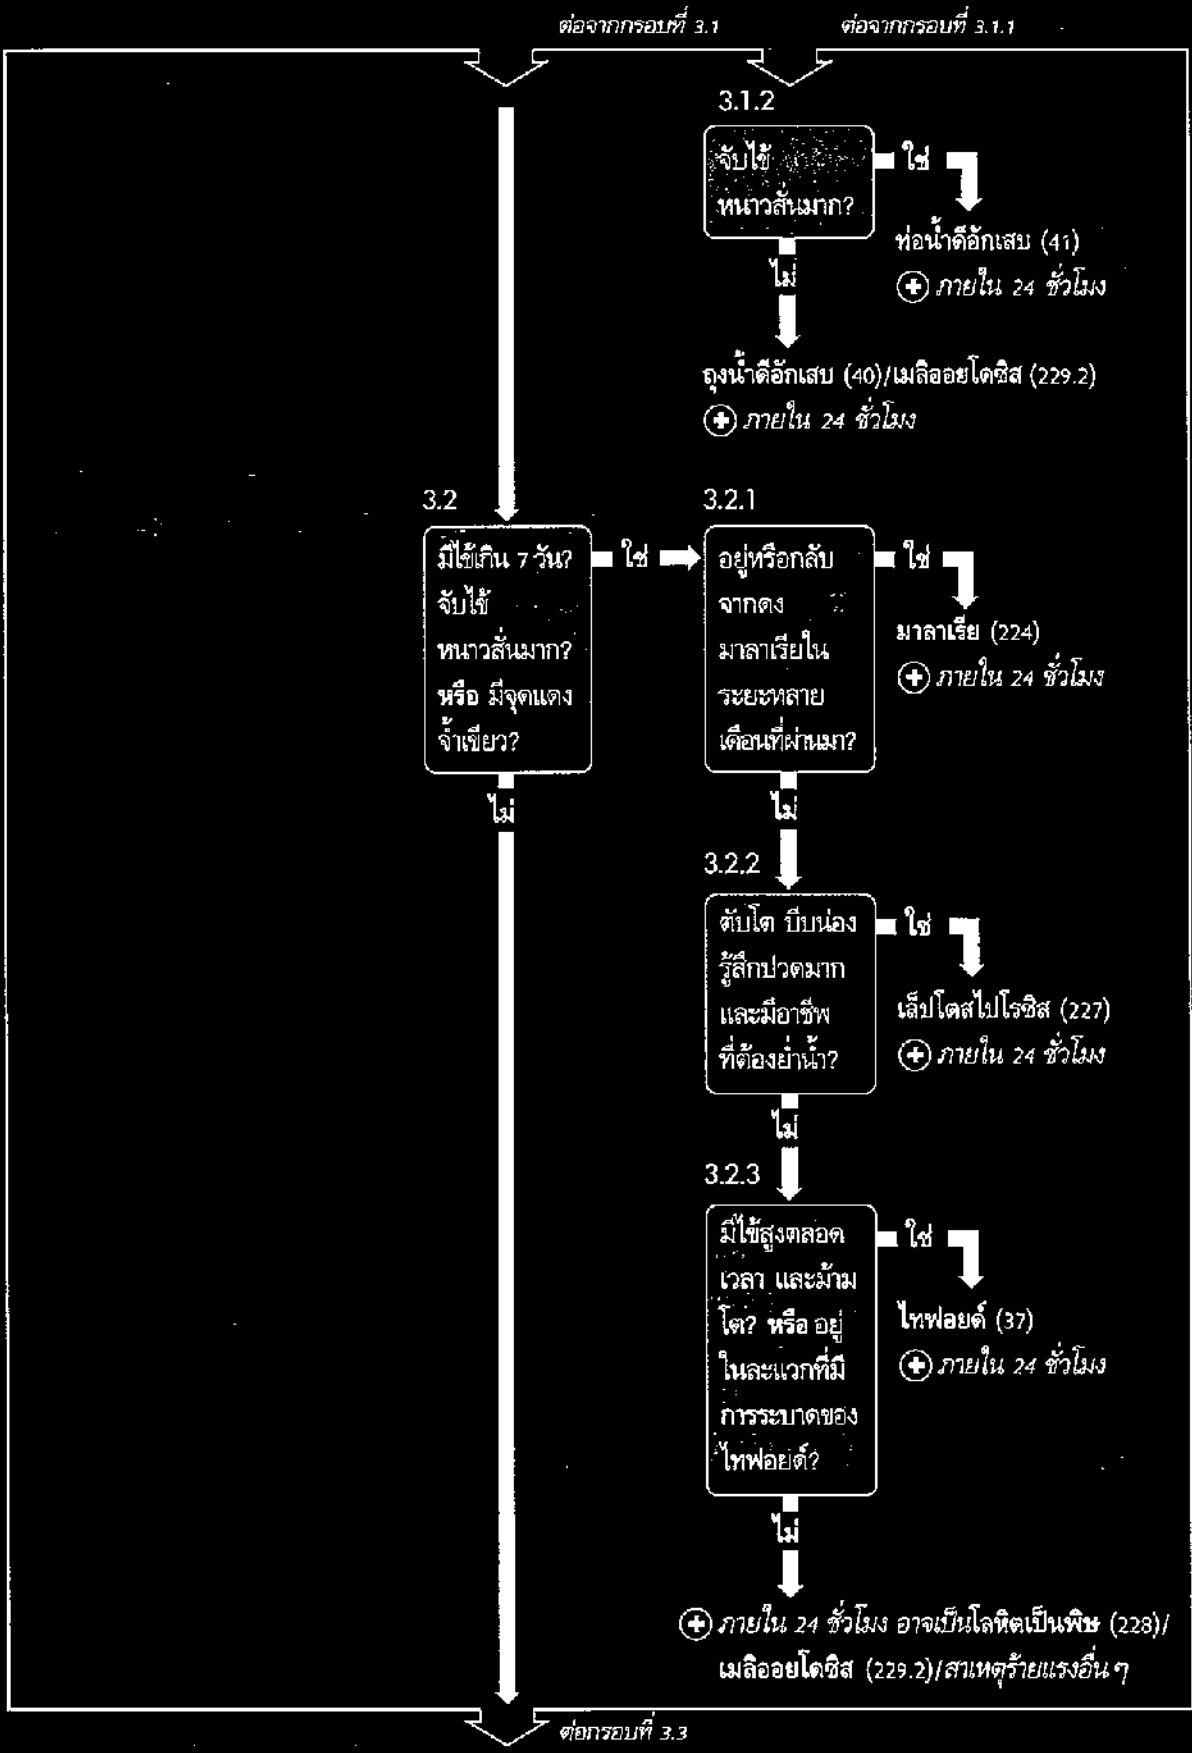 ต่อจากกรอบที่ 3.1
ต่อจากกรอบที่ 3.1.1
3.1.2
จับไข้
หนาวสั่นมาก?
ใช่
ท่อน้ำดีอักเสบ (41)
ภายใน 24 ชั่วโมง
ไม่
ถุงน้ำดีอักเสบ (40)/เมลิออยโดซิส (229.2)
ภายใน 24 ชั่วโมง
3.2
มีไข้เกิน 7 วัน?
จับไข้
หนาวสั่นมาก?
หรือ มีจุดแดง
จ้ำเขียว?
ใช่
ไม่
3.2.1
อยู่หรือกลับ
จากดง
มาลาเรียใน
ระยะหลาย
เดือนที่ผ่านมา?
ใช่
มาลาเรีย (224)
ภายใน 24 ชั่วโมง
ไม่
3.2.2
ตับโต บีบน่อง
รู้สึกปวดมาก
และมีอาชีพ
ที่ต้องย่ำน้ำ?
ใช่
เล็ปโตสไปโรซิส (227)
ภายใน 24 ชั่วโมง
ไม่
3.2.3
มีไข้สูงตลอด
เวลา และม้าม
โต? หรือ อยู่
ในละแวกที่มี
การระบาดของ
ไทฟอยด์?
ใช่
ไทฟอยด์ (37)
ภายใน 24 ชั่วโมง
ไม่
ภายใน 24 ชั่วโมง อาจเป็นโลหิตเป็นพิษ (228)/
เมลิออยโดซิส (229.2)/สาเหตุร้ายแรงอื่น ๆ
ต่อกรอบที่ 3.3